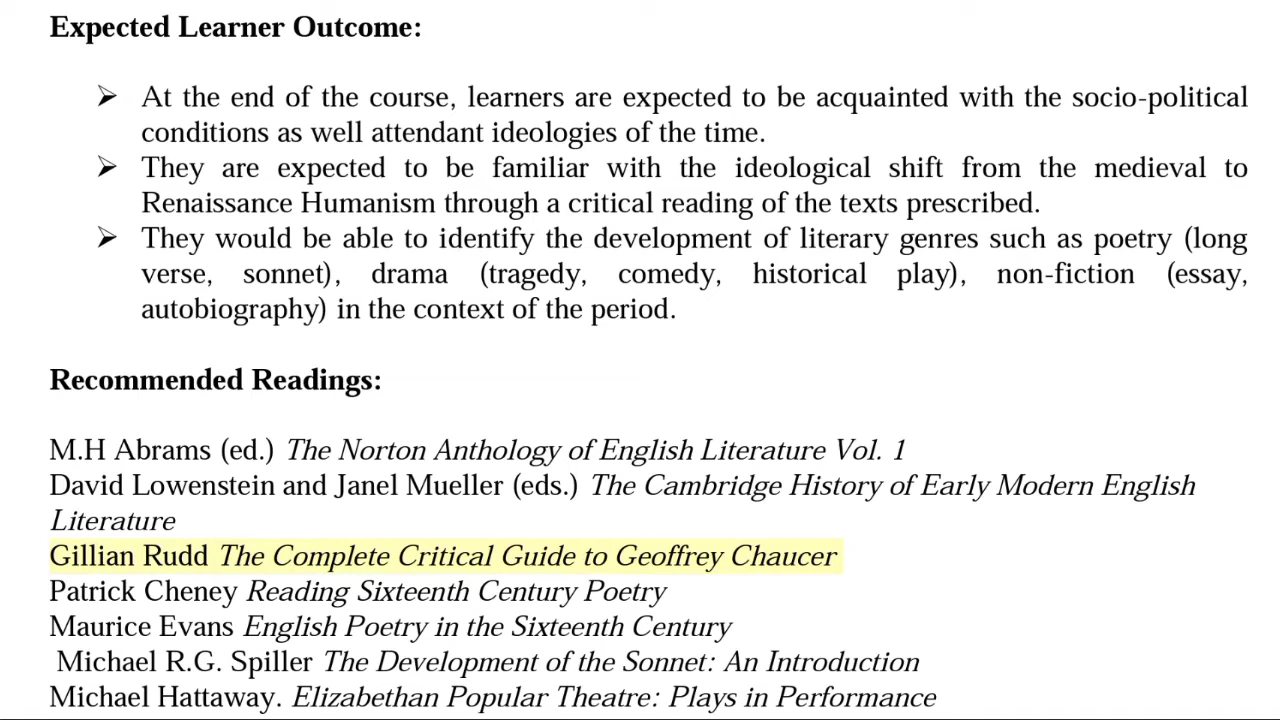 Expected Learner Outcome:
➢ At the end of the course, learners are expected to be acquainted with the socio-political
conditions as well attendant ideologies of the time.
➢ They are expected to be familiar with the ideological shift from the medieval to
Renaissance Humanism through a critical reading of the texts prescribed.
➢ They would be able to identify the development of literary genres such as poetry (long
verse, sonnet), drama (tragedy, comedy, historical play), non-fiction (essay,
autobiography) in the context of the period.
Recommended Readings:
M.H Abrams (ed.) The Norton Anthology of English Literature Vol. 1
David Lowenstein and Janel Mueller (eds.) The Cambridge History of Early Modern English
Literature
Gillian Rudd The Complete Critical Guide to Geoffrey Chaucer
Patrick Cheney Reading Sixteenth Century Poetry
Maurice Evans English Poetry in the Sixteenth Century
Michael R.G. Spiller The Development of the Sonnet: An Introduction
Michael Hattaway. Elizabethan Popular Theatre: Plays in Performance